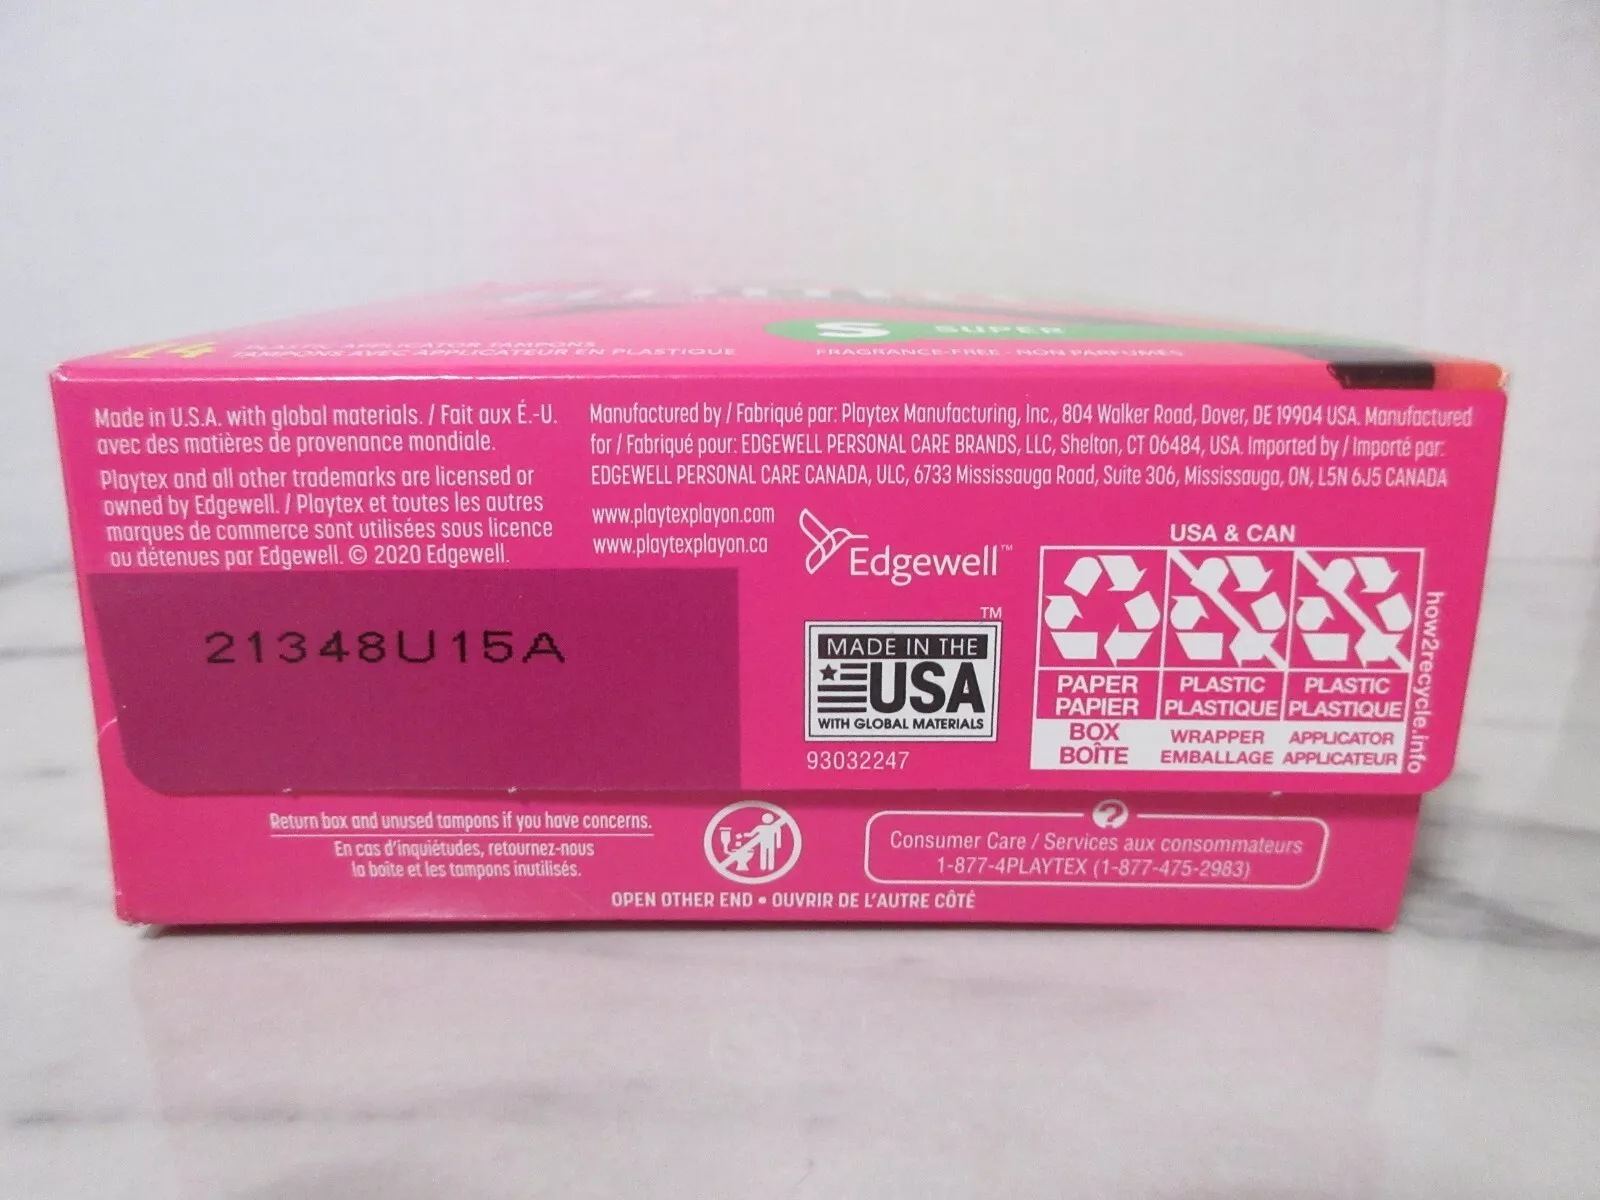 14 PLASTIC APPLICATOR TAMPONS
TAMPONS AVEC APPLICATEUR EN PLASTIQUE
S SUPER
FRAGRANCE-FREE · NON PARFUMÉS
Made in U.S.A. with global materials. / Fait aux É.-U.
avec des matières de provenance mondiale.
Playtex and all other trademarks are licensed or
owned by Edgewell. / Playtex et toutes les autres
marques de commerce sont utilisées sous licence
ou détenues par Edgewell. © 2020 Edgewell.
Manufactured by / Fabriqué par: Playtex Manufacturing, Inc., 804 Walker Road, Dover, DE 19904 USA. Manufactured
for / Fabriqué pour: EDGEWELL PERSONAL CARE BRANDS, LLC, Shelton, CT 06484, USA. Imported by / Importé par:
EDGEWELL PERSONAL CARE CANADA, ULC, 6733 Mississauga Road, Suite 306, Mississauga, ON, L5N 6J5 CANADA
www.playtexplayon.com
www.playtexplayon.ca
Edgewell™
21348U15A
TM
MADE IN THE
USA
WITH GLOBAL MATERIALS
93032247
USA & CAN
PAPER
PAPIER
BOX
BOÎTE
PLASTIC
PLASTIQUE
WRAPPER
EMBALLAGE
PLASTIC
PLASTIQUE
APPLICATOR
APPLICATEUR
how2recycle.info
Return box and unused tampons if you have concerns.
En cas d'inquiétudes, retournez-nous
la boîte et les tampons inutilisés.
?
Consumer Care / Services aux consommateurs
1-877-4PLAYTEX (1-877-475-2983)
OPEN OTHER END • OUVRIR DE L'AUTRE CÔTÉ